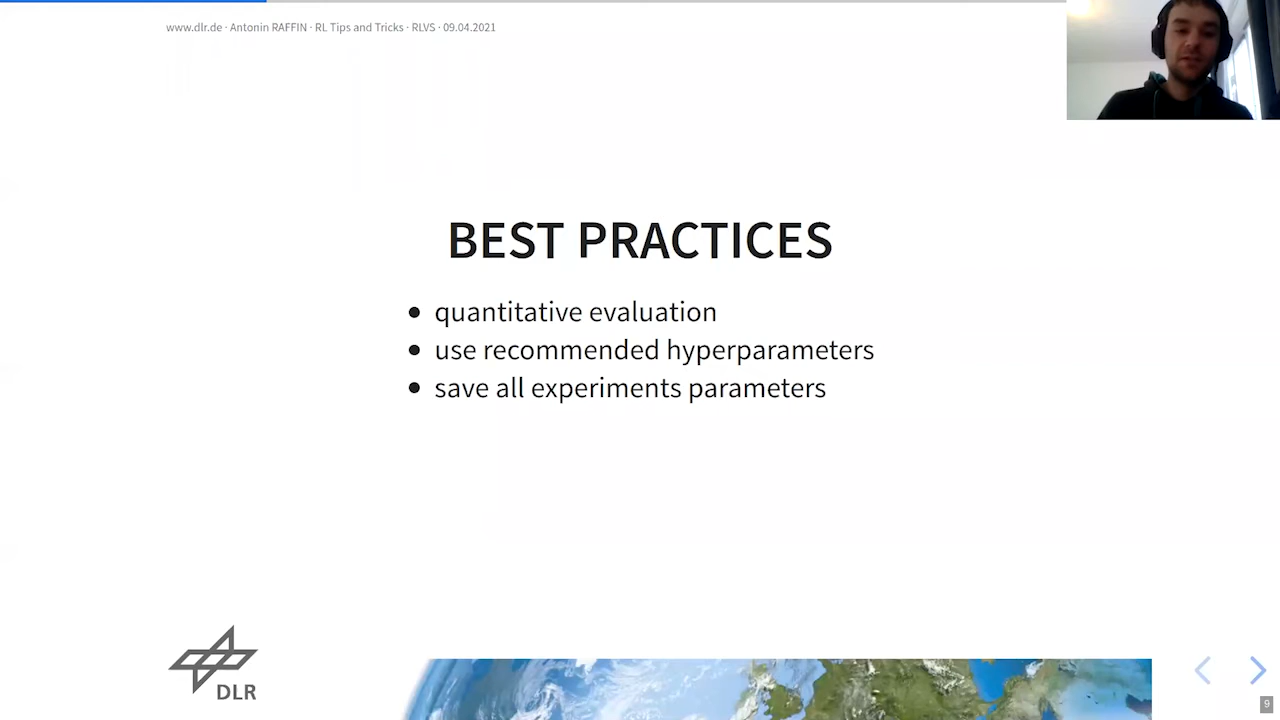 www.dlr.de · Antonin RAFFIN · RL Tips and Tricks · RLVS · 09.04.2021
BEST PRACTICES
• quantitative evaluation
• use recommended hyperparameters
• save all experiments parameters
DLR
9